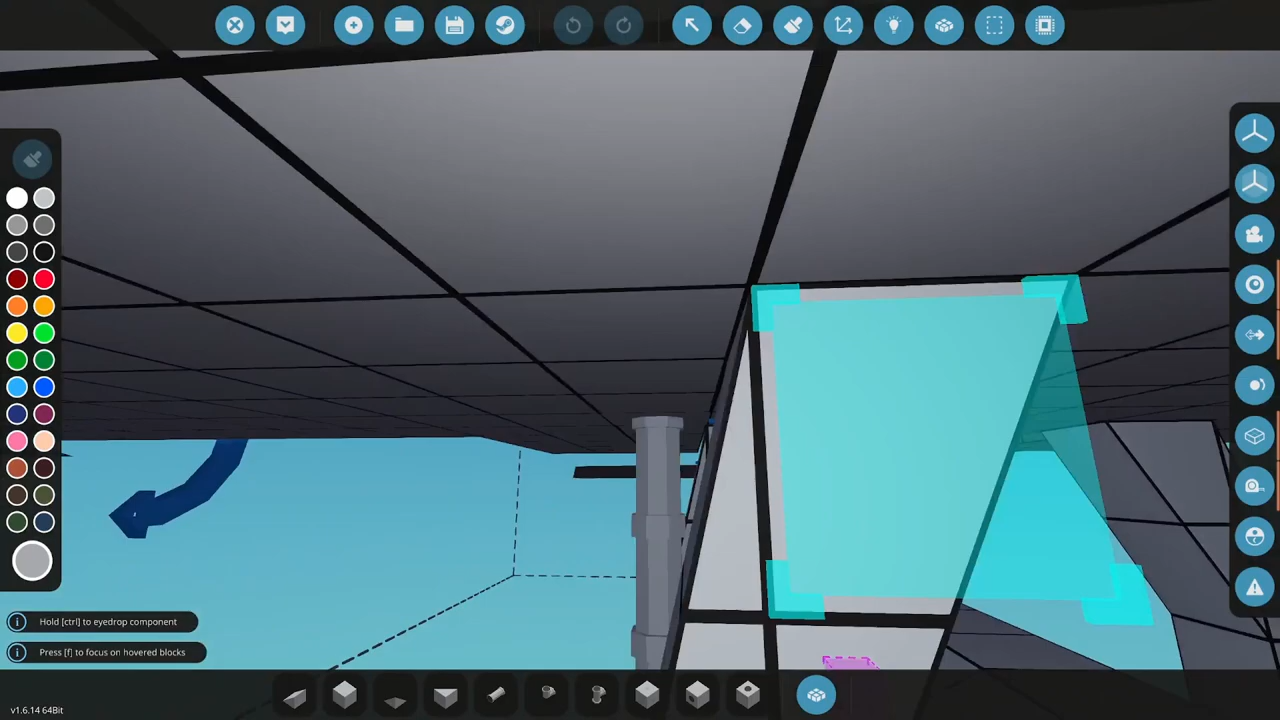 Hold [ctrl] to eyedrop component
Press [f] to focus on hovered blocks
v1.6.14 64Bit